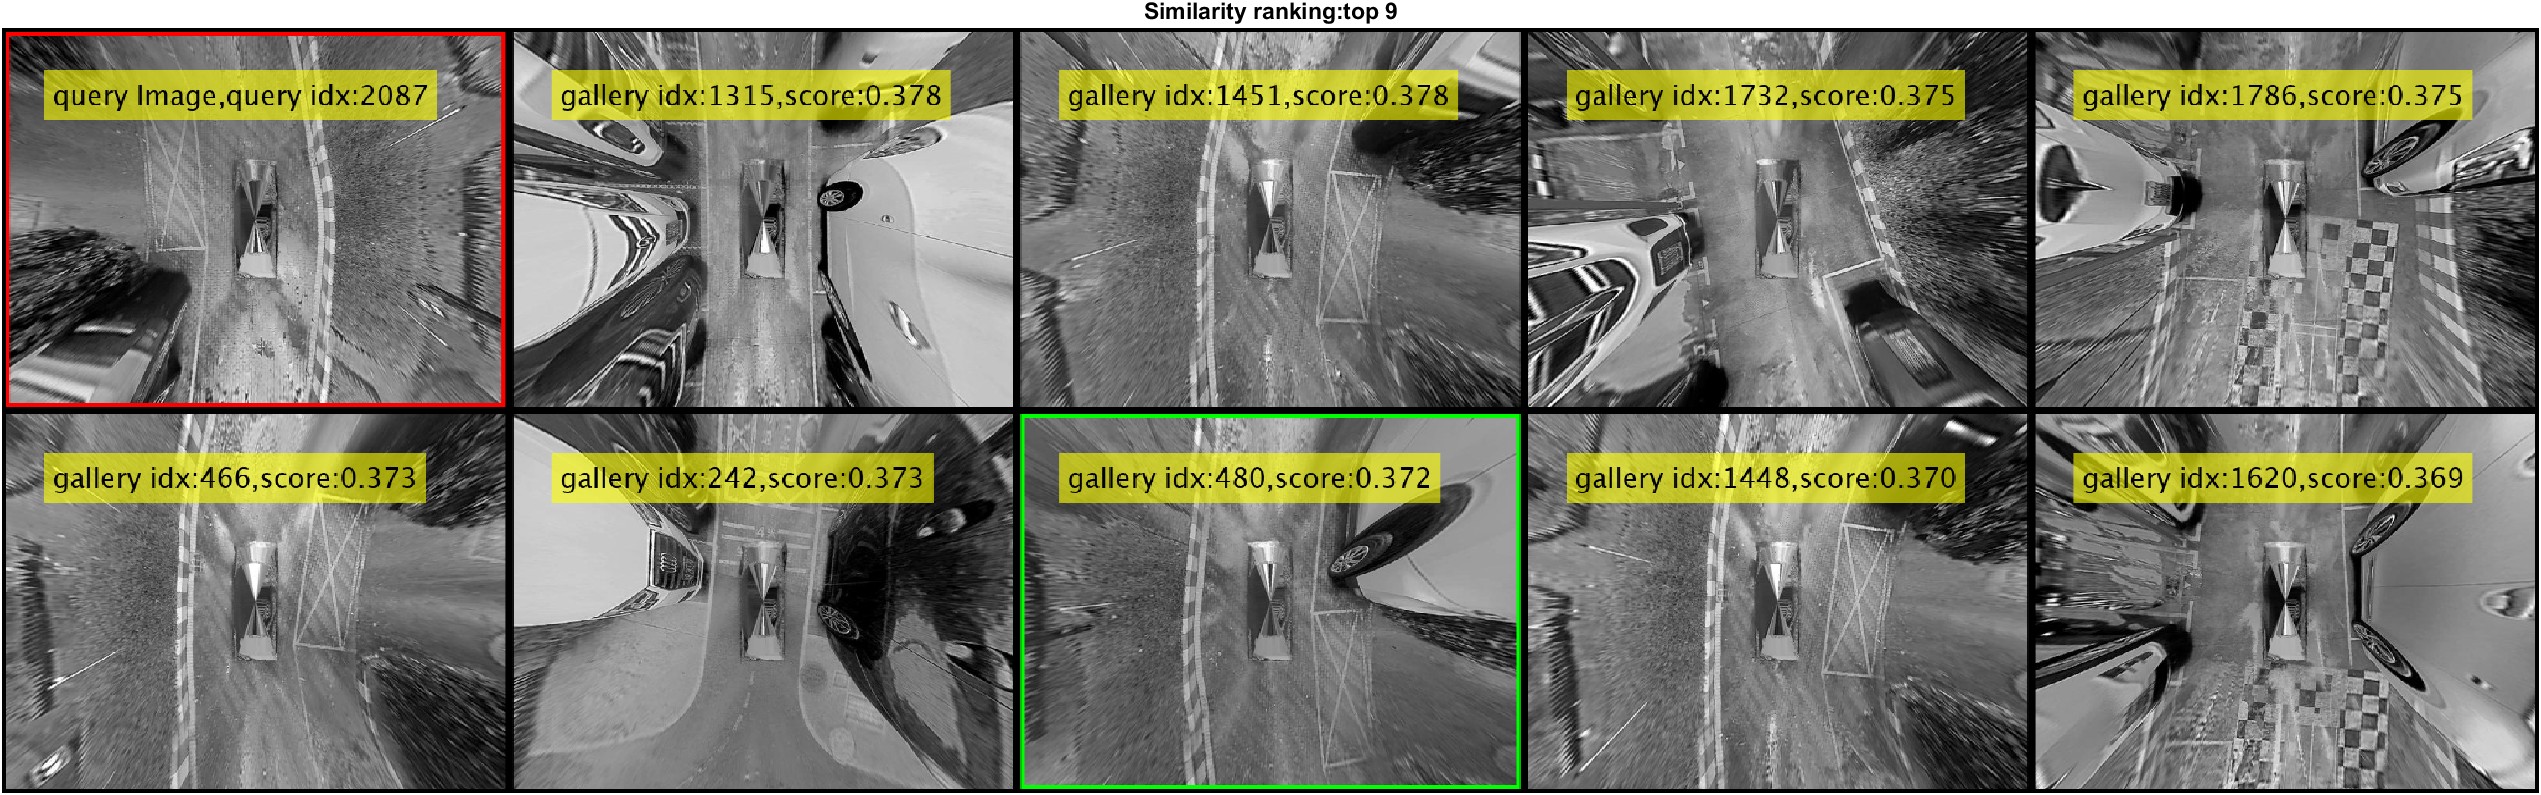 Similarity ranking:top 9
query Image,query idx:2087
gallery idx:1315,score:0.378
gallery idx:1451,score:0.378
gallery idx:1732,score:0.375
gallery idx:1786,score:0.375
gallery idx:466,score:0.373
gallery idx:242,score:0.373
gallery idx:480,score:0.372
gallery idx:1448,score:0.370
gallery idx:1620,score:0.369